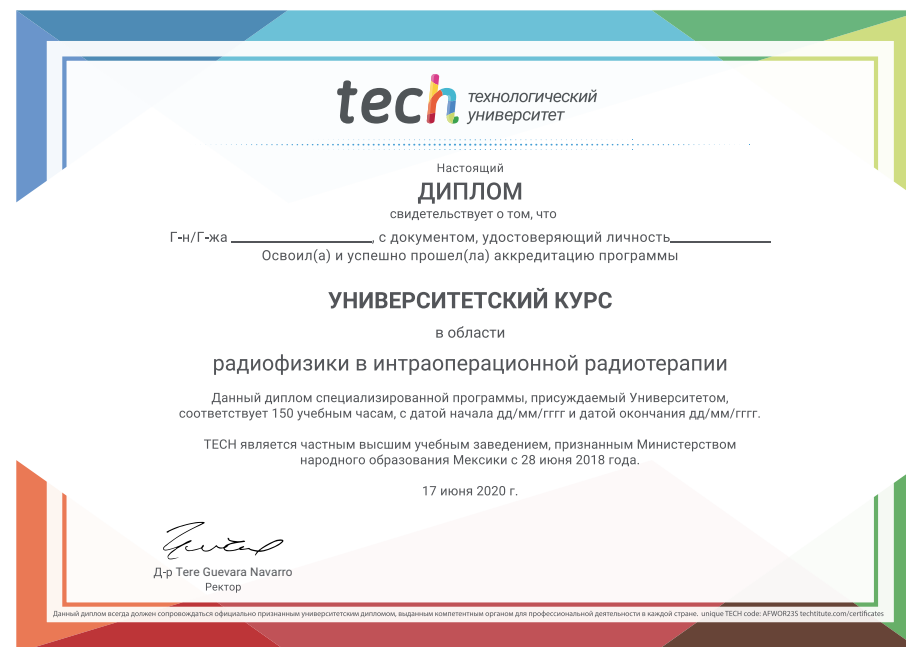 tech технологический
университет
Настоящий
ДИПЛОМ
свидетельствует о том, что
Г-н/Г-жа ____________________, с документом, удостоверяющий личность______________
Освоил(а) и успешно прошел(ла) аккредитацию программы
УНИВЕРСИТЕТСКИЙ КУРС
в области
радиофизики в интраоперационной радиотерапии
Данный диплом специализированной программы, присуждаемый Университетом,
соответствует 150 учебным часам, с датой начала дд/мм/гггг и датой окончания дд/мм/гггг.
TECH является частным высшим учебным заведением, признанным Министерством
народного образования Мексики с 28 июня 2018 года.
17 июня 2020 г.
Д-р Tere Guevara Navarro
Ректор
Данный диплом всегда должен сопровождаться официально признанным университетским дипломом, выданным компетентным органом для профессиональной деятельности в каждой стране. unique TECH code: AFWOR23S techtitute.com/certificates